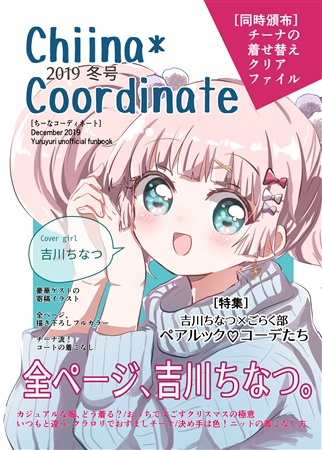 Chiina*
2019 冬号
Coordinate
[ちーなコーディネート]
December 2019
Yuruyuri unofficial funbook
[同時頒布]
チーナの
着せ替え
クリア
ファイル
Cover girl
吉川ちなつ
豪華ゲストの
寄稿イラスト
全ページ、
描き下ろしフルカラー
チーナ流!
コートの着こなし
[特集]
吉川ちなつ×ごらく部
ペアルック♡コーデたち
全ページ、吉川ちなつ。
カジュアルな服、どう着る?/おうちで過ごすクリスマスの極意
いつもと違う、クラロリでおすましチーナ/決め手は色!ニットの着こなし方